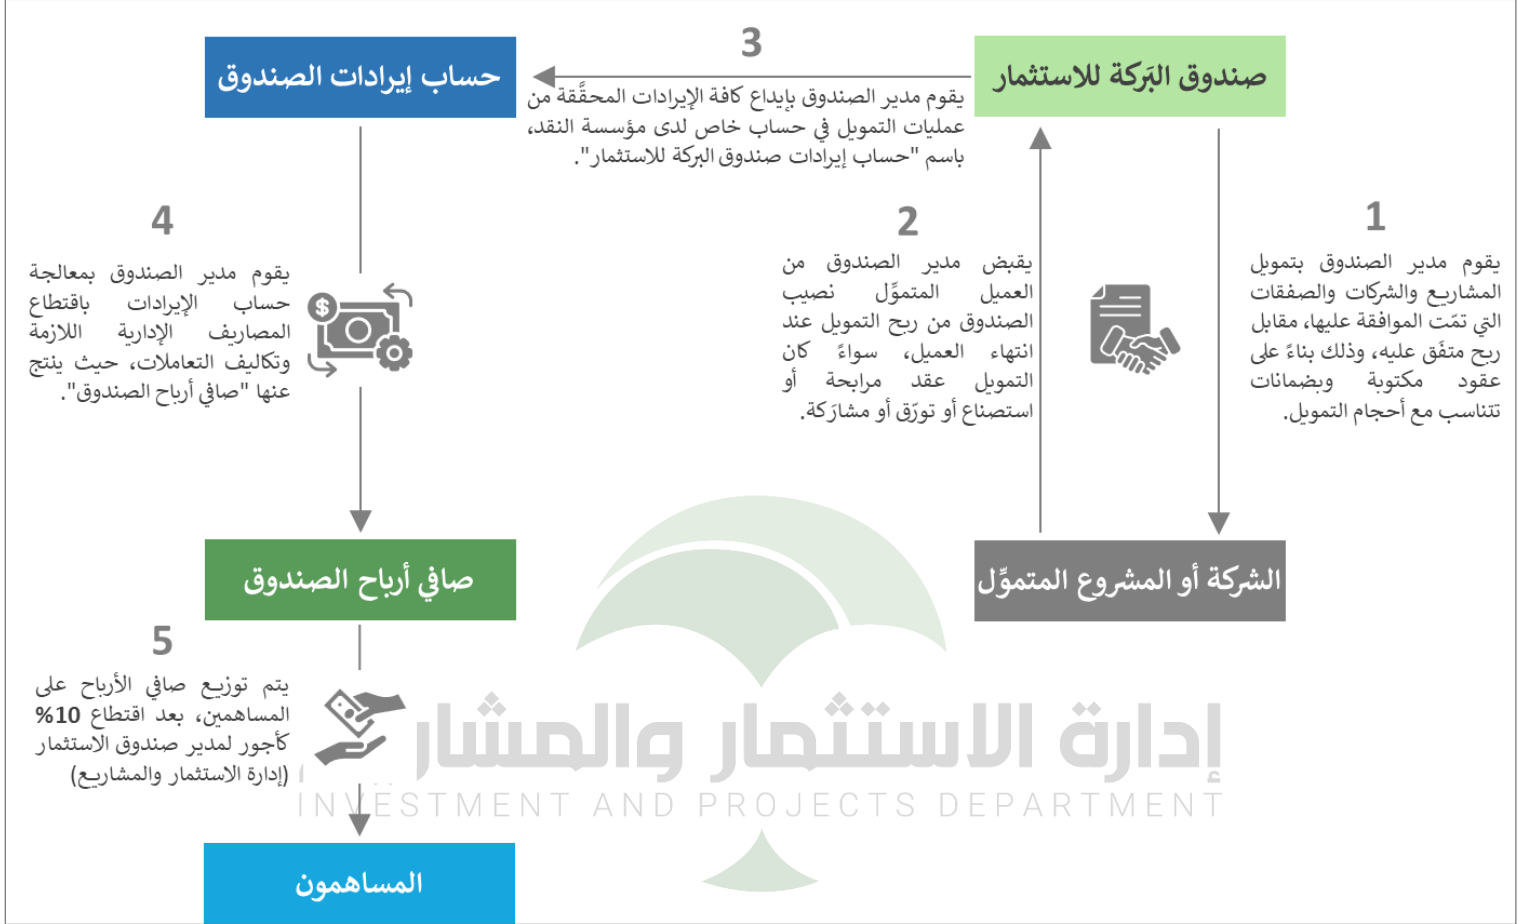 صندوق البَركة للاستثمار
1
يقوم مدير الصندوق بتمويل
المشاريع والشركات والصفقات
التي تمّت الموافقة عليها، مقابل
ربح متفَق عليه، وذلك بناءً على
عقود مكتوبة وبضمانات
تتناسب مع أحجام التمويل.
الشركة أو المشروع المتموِّل
2
يقبض مدير الصندوق من
العميل المتموِّل نصيب
الصندوق من ربح التمويل عند
انتهاء العميل، سواءً كان
التمويل عقد مرابحة أو
استصناع أو تورّق أو مشارَكة.
3
يقوم مدير الصندوق بإيداع كافة الإيرادات المحقَّقة من
عمليات التمويل في حساب خاص لدى مؤسسة النقد،
باسم "حساب إيرادات صندوق البركة للاستثمار".
حساب إيرادات الصندوق
4
يقوم مدير الصندوق بمعالجة
حساب الإيرادات باقتطاع
المصاريف الإدارية اللازمة
وتكاليف التعاملات، حيث ينتج
عنها "صافي أرباح الصندوق".
$
صافي أرباح الصندوق
5
يتم توزيع صافي الأرباح على
المساهمين، بعد اقتطاع 10%
كأجور لمدير صندوق الاستثمار
(إدارة الاستثمار والمشاريع)
المساهمون
إدارة الاستثمار والمشار
INVESTMENT AND PROJECTS DEPARTMENT